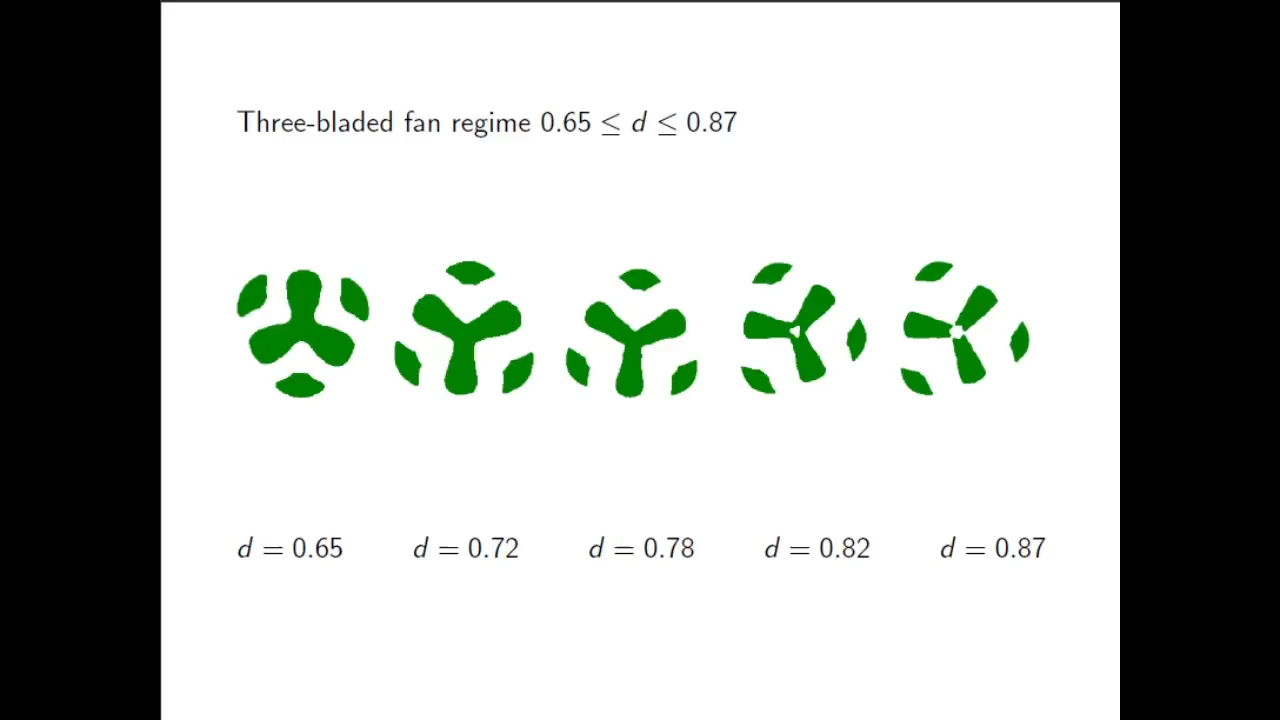 Three-bladed fan regime 0.65 ≤ d ≤ 0.87
d = 0.65 d = 0.72 d = 0.78 d = 0.82 d = 0.87